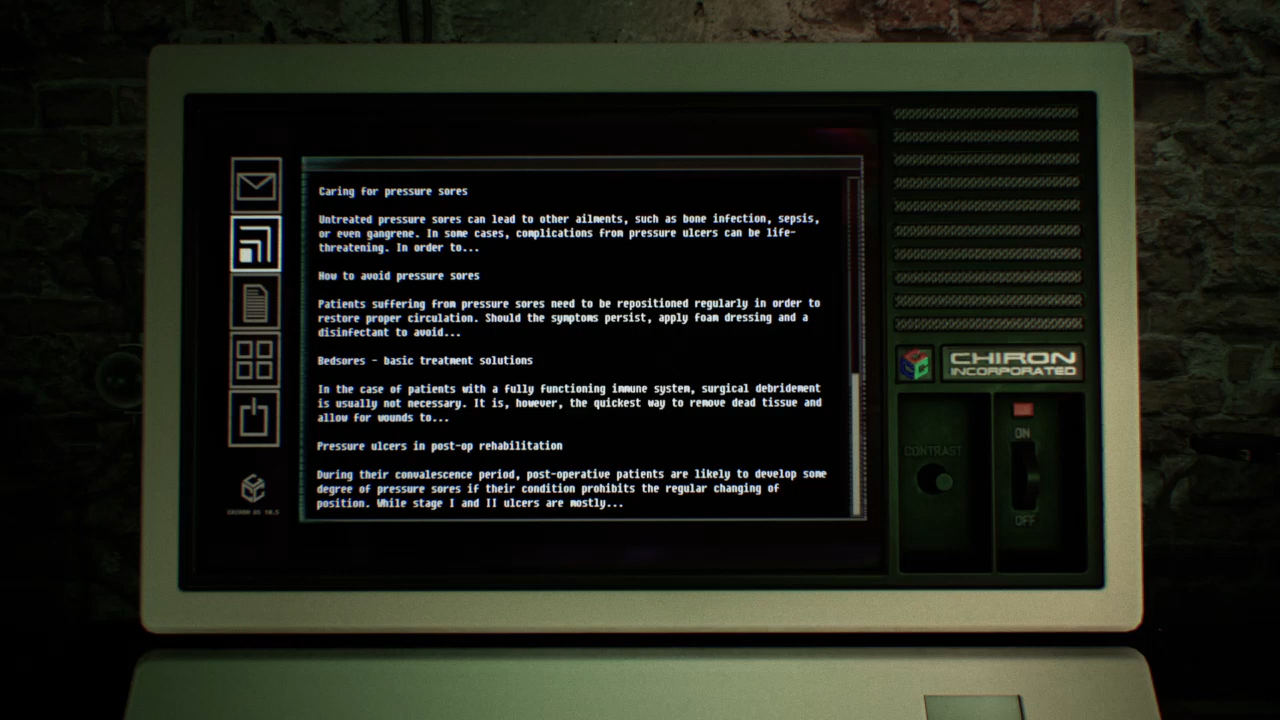 Caring for pressure sores
Untreated pressure sores can lead to other ailments, such as bone infection, sepsis,
or even gangrene. In some cases, complications from pressure ulcers can be life-
threatening. In order to...
How to avoid pressure sores
Patients suffering from pressure sores need to be repositioned regularly in order to
restore proper circulation. Should the symptoms persist, apply foam dressing and a
disinfectant to avoid...
Bedsores - basic treatment solutions
In the case of patients with a fully functioning immune system, surgical debridement
is usually not necessary. It is, however, the quickest way to remove dead tissue and
allow for wounds to...
Pressure ulcers in post-op rehabilitation
During their convalescence period, post-operative patients are likely to develop some
degree of pressure sores if their condition prohibits the regular changing of
position. While stage I and II ulcers are mostly...
CHIRON
INCORPORATED
CONTRAST
ON
OFF